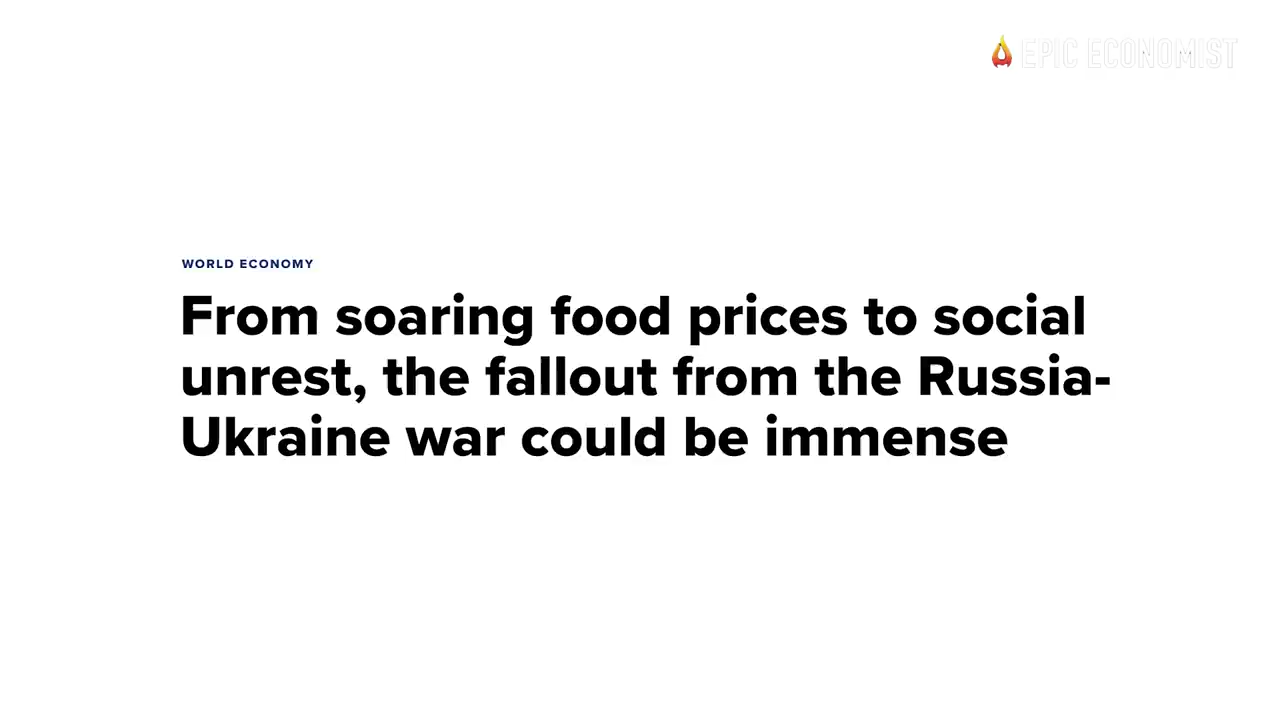 EPIC ECONOMIST
WORLD ECONOMY
From soaring food prices to social
unrest, the fallout from the Russia-
Ukraine war could be immense